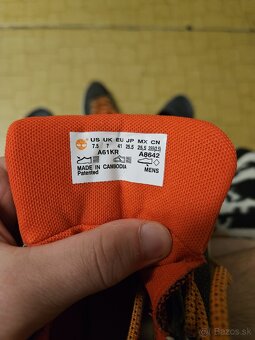 US UK EU JP MX CN
7.5 7 41 25.5 25.5 255(2.5)
A61KR A8642
MADE IN CAMBODIA MENS
Patented
Bazos.sk